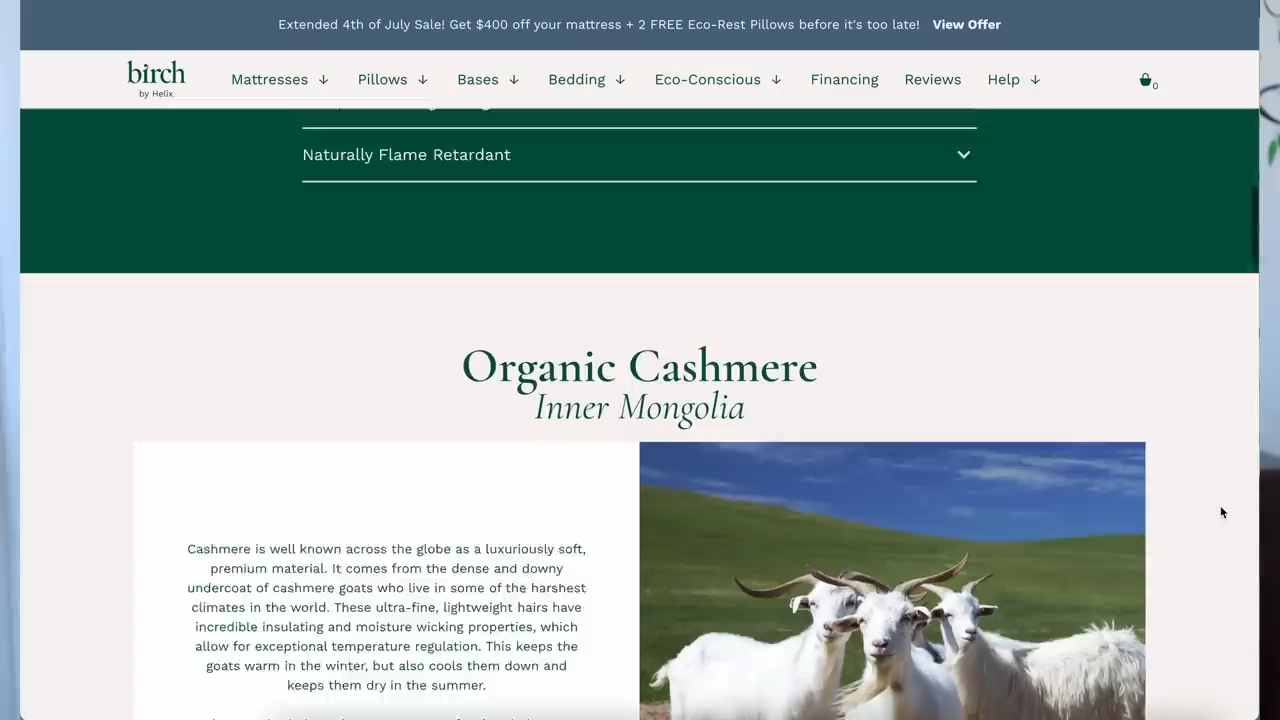 Extended 4th of July Sale! Get $400 off your mattress + 2 FREE Eco-Rest Pillows before it's too late! View Offer
birch
by Helix
Mattresses ↓ Pillows ↓ Bases ↓ Bedding ↓ Eco-Conscious ↓ Financing Reviews Help ↓ 0
Naturally Flame Retardant
Organic Cashmere
Inner Mongolia
Cashmere is well known across the globe as a luxuriously soft,
premium material. It comes from the dense and downy
undercoat of cashmere goats who live in some of the harshest
climates in the world. These ultra-fine, lightweight hairs have
incredible insulating and moisture wicking properties, which
allow for exceptional temperature regulation. This keeps the
goats warm in the winter, but also cools them down and
keeps them dry in the summer.